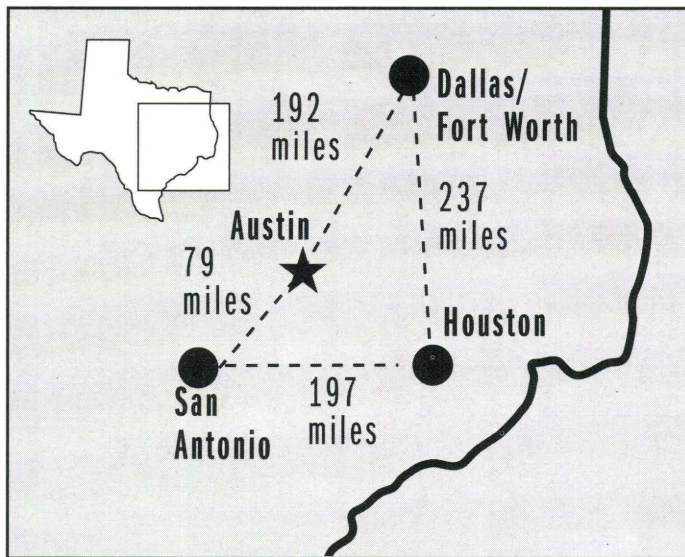 Dallas/
Fort Worth
192
miles
237
miles
Austin
79
miles
Houston
San
Antonio
197
miles